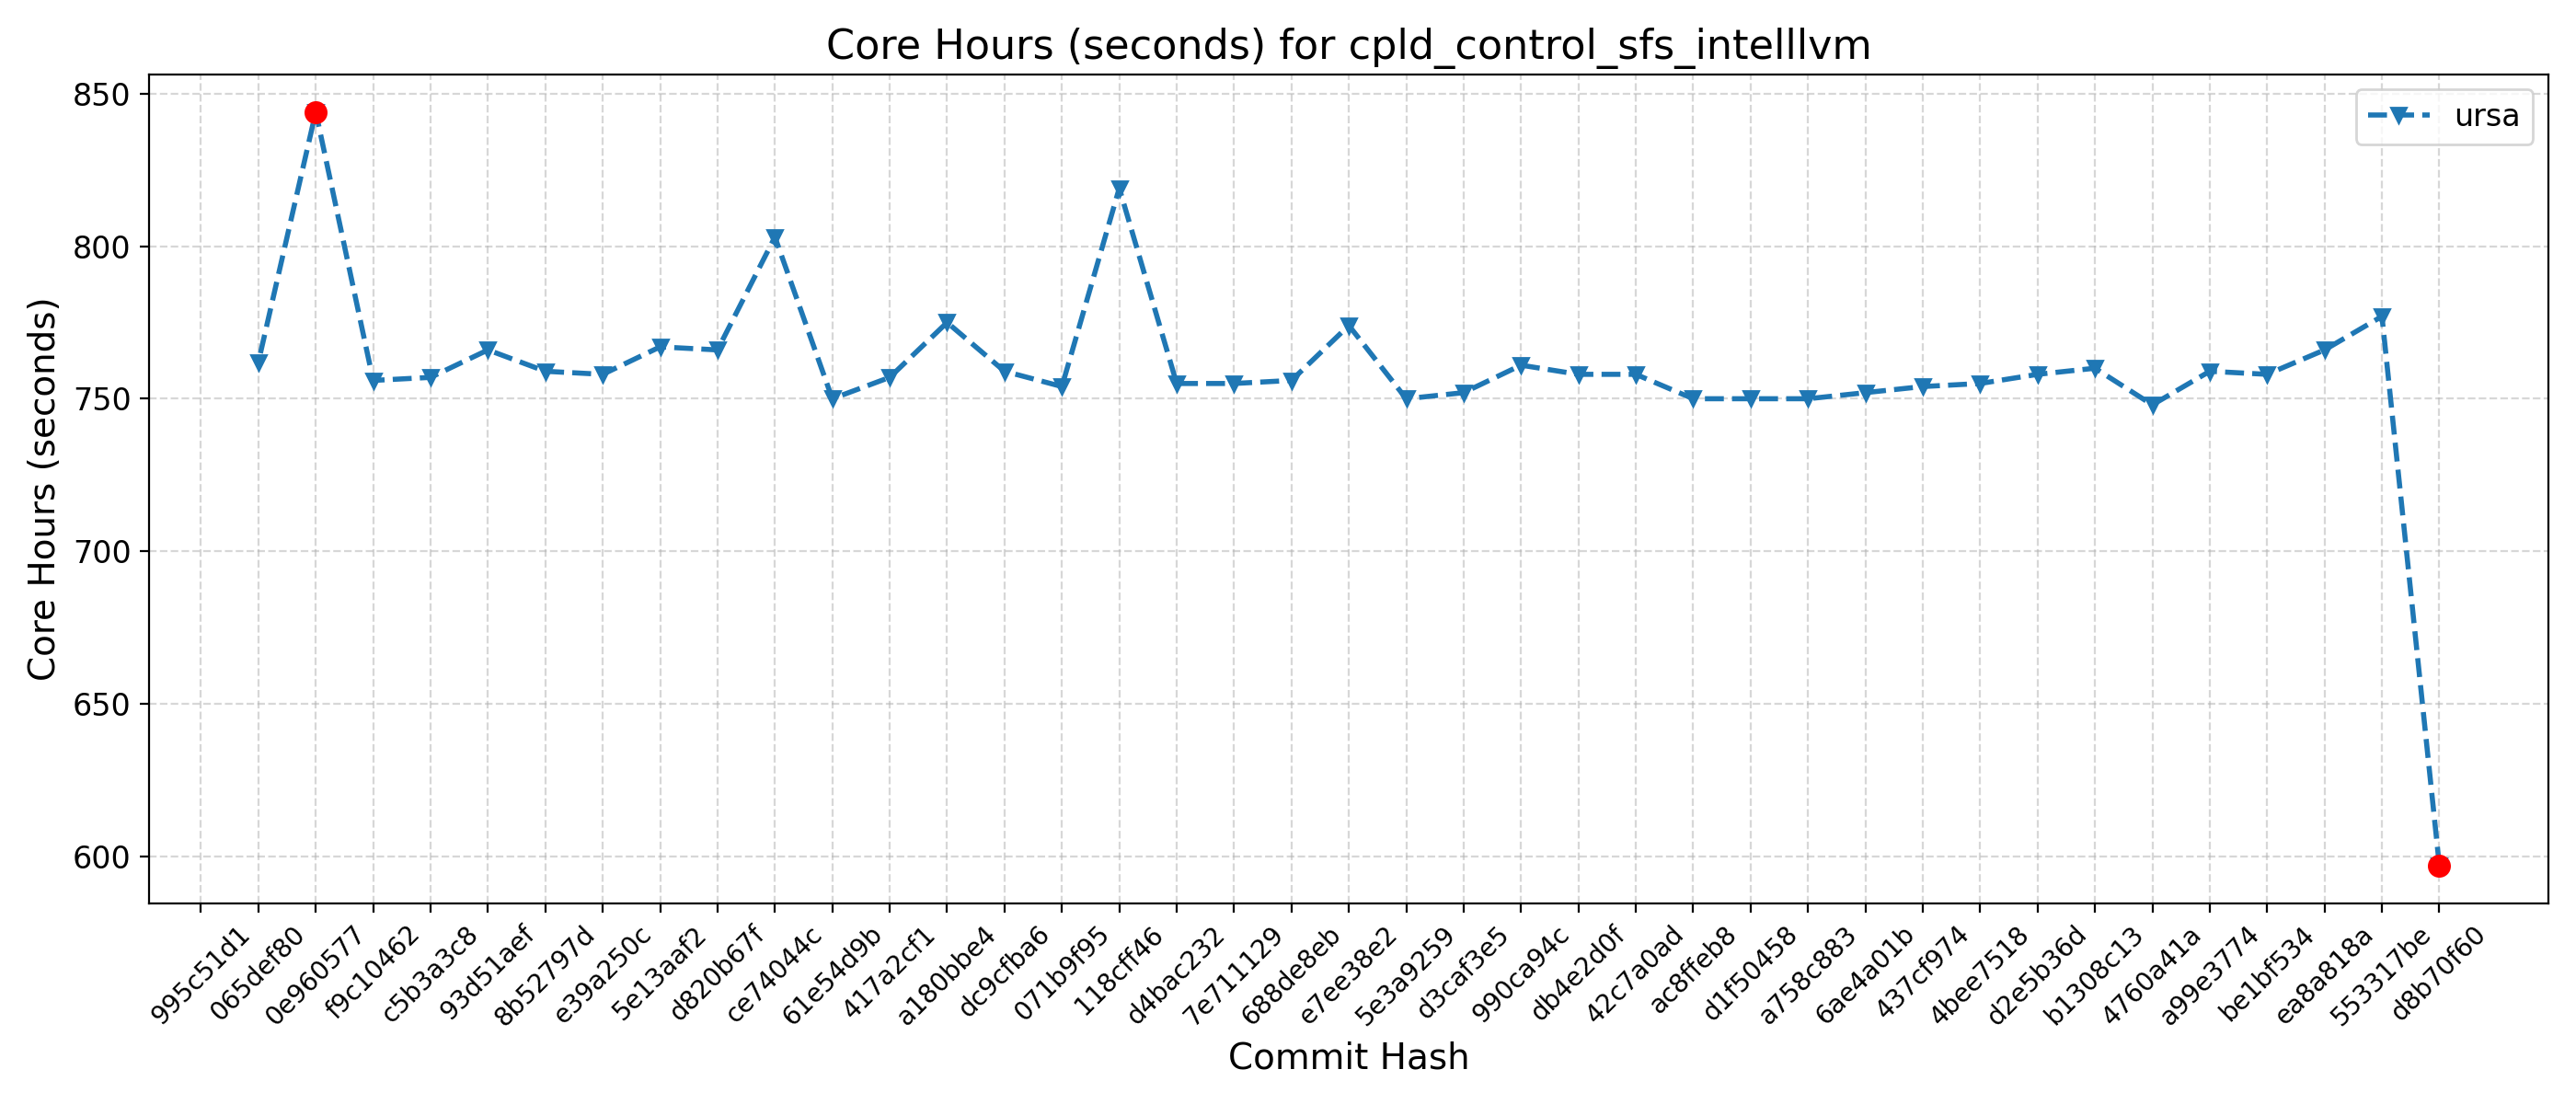 Core Hours (seconds) for cpld_control_sfs_intelllvm
ursa
Core Hours (seconds)
850
800
750
700
650
600
995c51d1
065def80
0e960577
f9c10462
c5b3a3c8
93d51aef
8b52797d
e39a250c
5e13aaf2
d820b67f
ce74044c
61e54d9b
417a2cf1
a180bbe4
dc9cfba6
071b9f95
118cff46
d4bac232
7e711129
688de8eb
e7ee38e2
5e3a9259
d3caf3e5
990ca94c
db4e2d0f
42c7a0ad
ac8ffeb8
d1f50458
a758c883
6ae4a01b
437cf974
4bee7518
d2e5b36d
b1308c13
4760a41a
a99e3774
be1bf534
ea8a818a
553317be
d8b70f60
Commit Hash